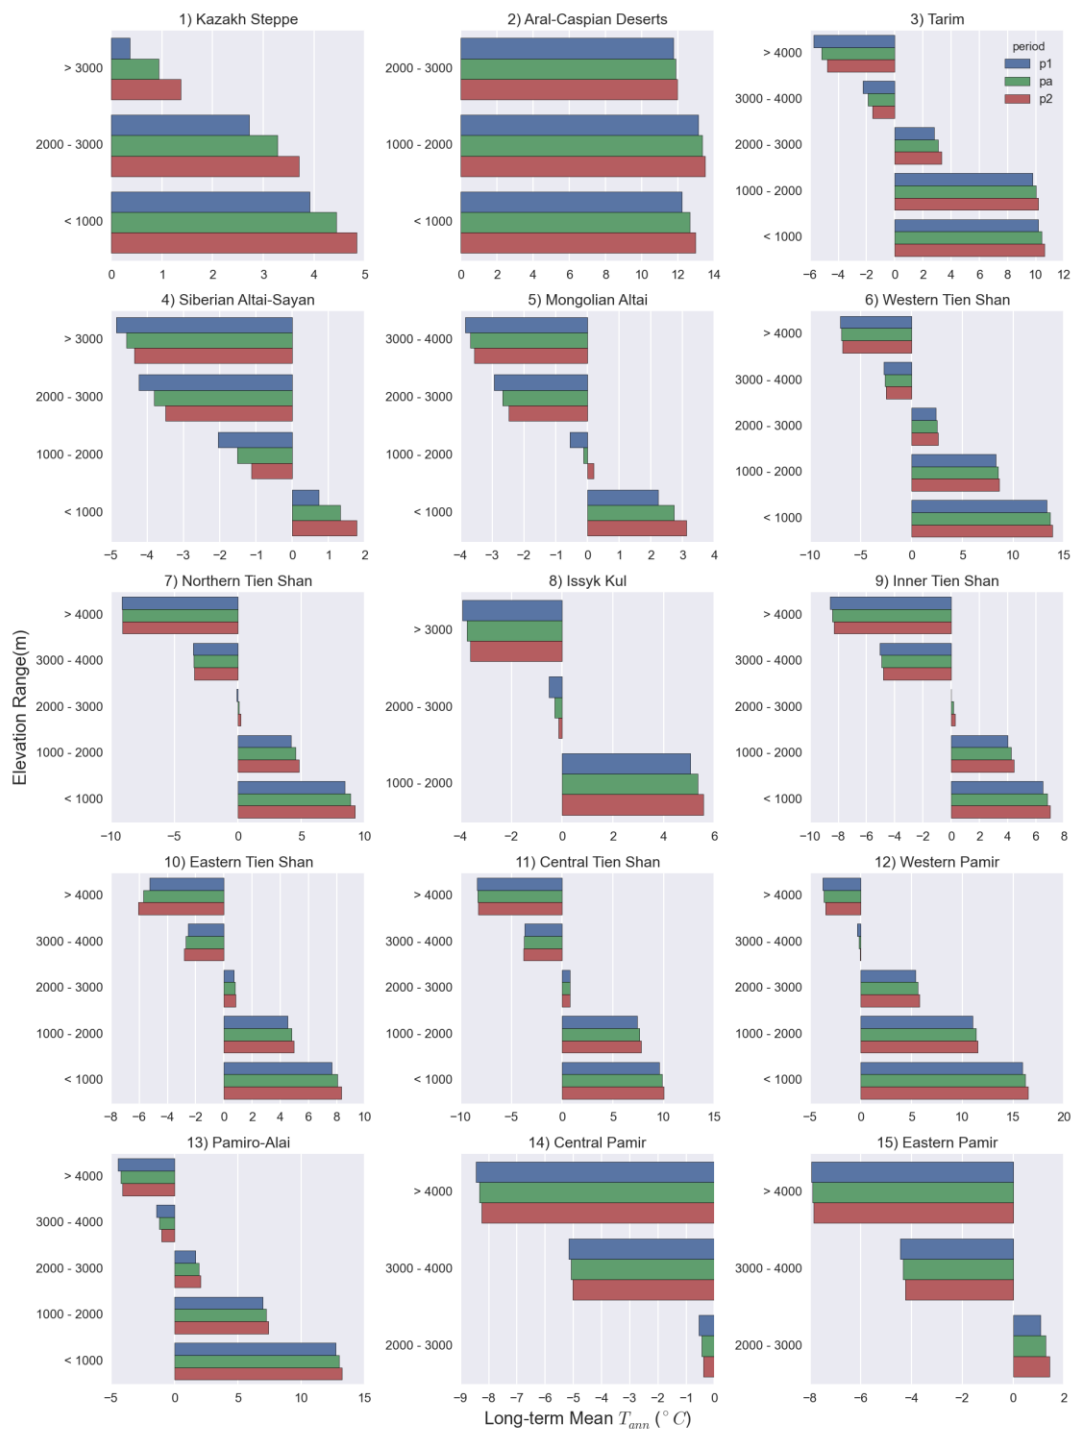 1) Kazakh Steppe
> 3000
2000 - 3000
< 1000
0 1 2 3 4 5
2) Aral-Caspian Deserts
2000 - 3000
1000 - 2000
< 1000
0 2 4 6 8 10 12 14
3) Tarim
period
p1
pa
p2
> 4000
3000 - 4000
2000 - 3000
1000 - 2000
< 1000
−6 −4 −2 0 2 4 6 8 10 12
4) Siberian Altai-Sayan
> 3000
2000 - 3000
1000 - 2000
< 1000
−5 −4 −3 −2 −1 0 1 2
5) Mongolian Altai
3000 - 4000
2000 - 3000
1000 - 2000
< 1000
−4 −3 −2 −1 0 1 2 3 4
6) Western Tien Shan
> 4000
3000 - 4000
2000 - 3000
1000 - 2000
< 1000
−10 −5 0 5 10 15
Elevation Range(m)
7) Northern Tien Shan
> 4000
3000 - 4000
2000 - 3000
1000 - 2000
< 1000
−10 −5 0 5 10
8) Issyk Kul
> 3000
2000 - 3000
1000 - 2000
−4 −2 0 2 4 6
9) Inner Tien Shan
> 4000
3000 - 4000
2000 - 3000
1000 - 2000
< 1000
−10 −8 −6 −4 −2 0 2 4 6 8
10) Eastern Tien Shan
> 4000
3000 - 4000
2000 - 3000
1000 - 2000
< 1000
−8 −6 −4 −2 0 2 4 6 8 10
11) Central Tien Shan
> 4000
3000 - 4000
2000 - 3000
1000 - 2000
< 1000
−10 −5 0 5 10 15
12) Western Pamir
> 4000
3000 - 4000
2000 - 3000
1000 - 2000
< 1000
−5 0 5 10 15 20
13) Pamiro-Alai
> 4000
3000 - 4000
2000 - 3000
1000 - 2000
< 1000
−5 0 5 10 15
14) Central Pamir
> 4000
3000 - 4000
2000 - 3000
−9 −8 −7 −6 −5 −4 −3 −2 −1 0
15) Eastern Pamir
> 4000
3000 - 4000
2000 - 3000
−8 −6 −4 −2 0 2
Long-term Mean T_ann (°C)